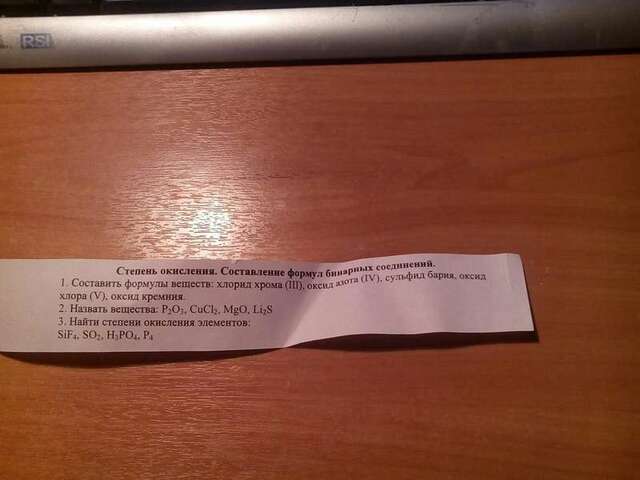 RSI
Степень окисления. Составление формул бинарных соединений.
1. Составить формулы веществ: хлорид хрома (III), оксид азота (IV), сульфид бария, оксид
хлора (V), оксид кремния.
2. Назвать вещества: P₂O₃, CuCl₂, MgO, Li₂S
3. Найти степени окисления элементов:
SiF₄, SO₂, H₃PO₄, P₄